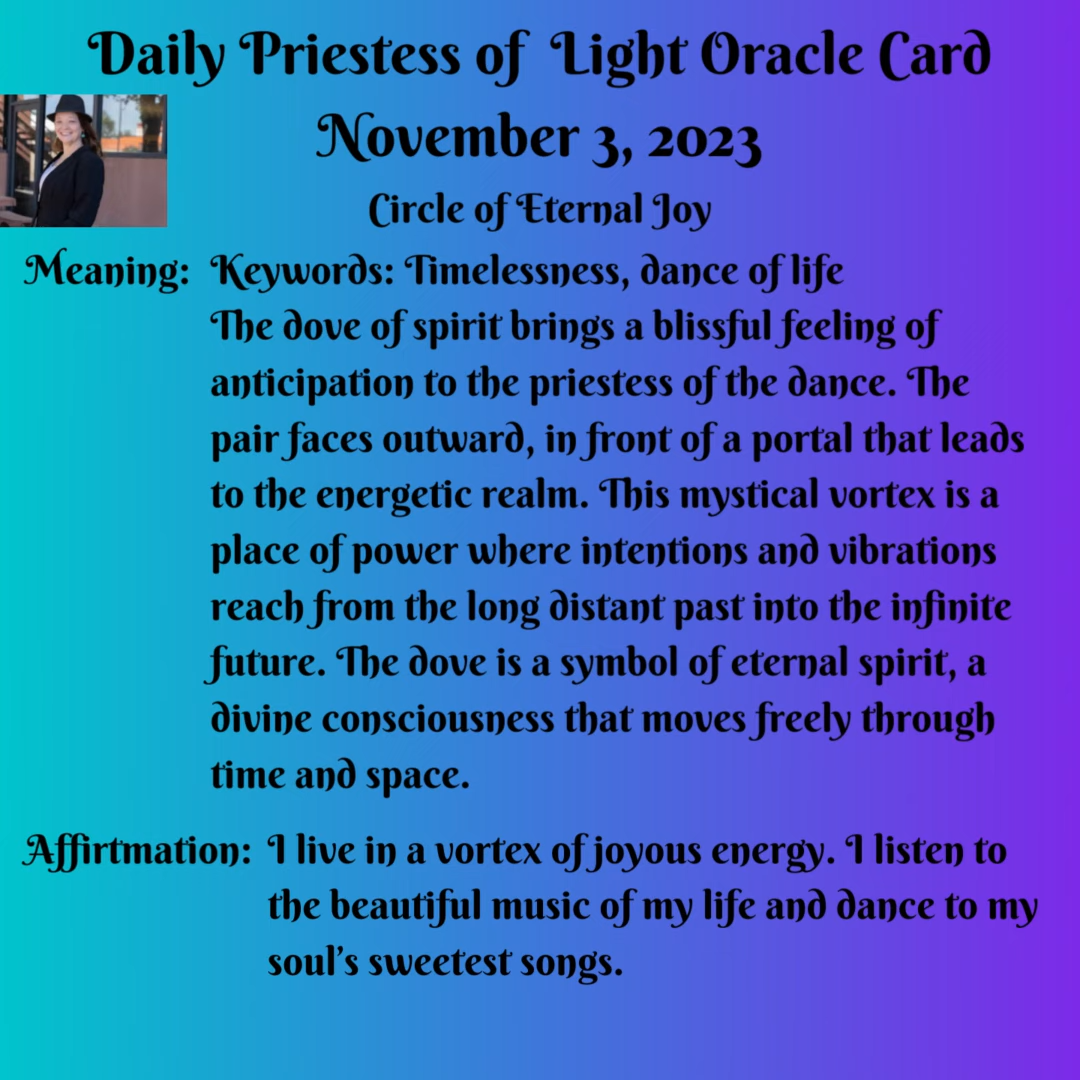 Daily Priestess of Light Oracle Card
November 3, 2023
Circle of Eternal Joy
Meaning: Keywords: Timelessness, dance of life
The dove of spirit brings a blissful feeling of
anticipation to the priestess of the dance. The
pair faces outward, in front of a portal that leads
to the energetic realm. This mystical vortex is a
place of power where intentions and vibrations
reach from the long distant past into the infinite
future. The dove is a symbol of eternal spirit, a
divine consciousness that moves freely through
time and space.
Affirtmation: I live in a vortex of joyous energy. I listen to
the beautiful music of my life and dance to my
soul's sweetest songs.